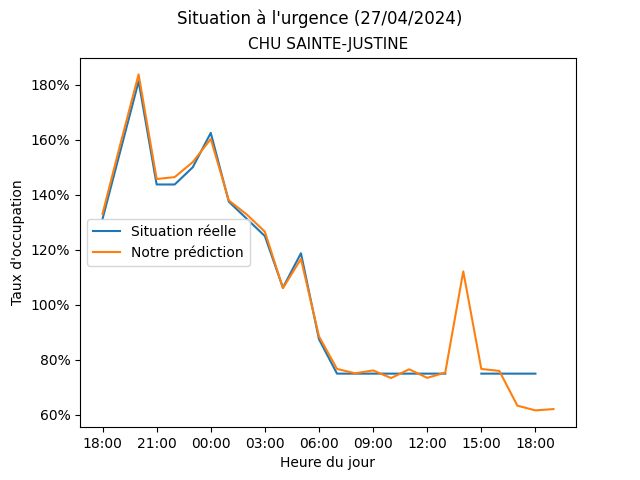 Situation à l'urgence (27/04/2024)
CHU SAINTE-JUSTINE
180%
160%
140%
120%
100%
80%
60%
Taux d'occupation
Situation réelle
Notre prédiction
18:00 21:00 00:00 03:00 06:00 09:00 12:00 15:00 18:00
Heure du jour